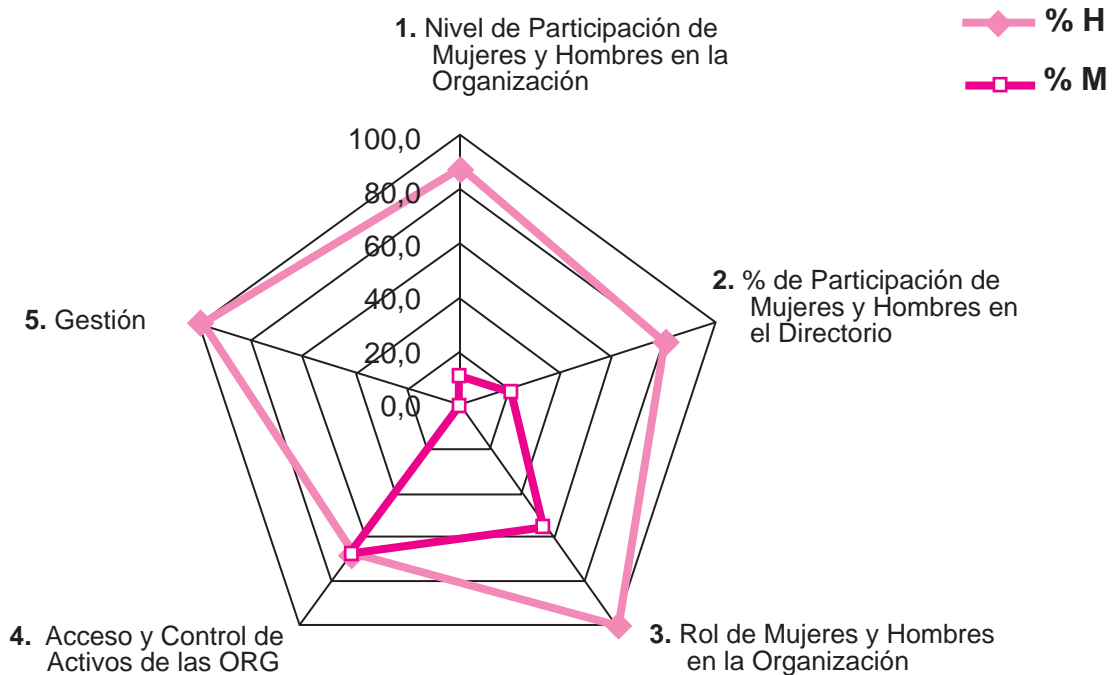 1. Nivel de Participación de
Mujeres y Hombres en la
Organización
% H
% M
100,0
80,0
60,0
40,0
20,0
0,0
2. % de Participación de
Mujeres y Hombres en
el Directorio
5. Gestión
4. Acceso y Control de
Activos de las ORG
3. Rol de Mujeres y Hombres
en la Organización